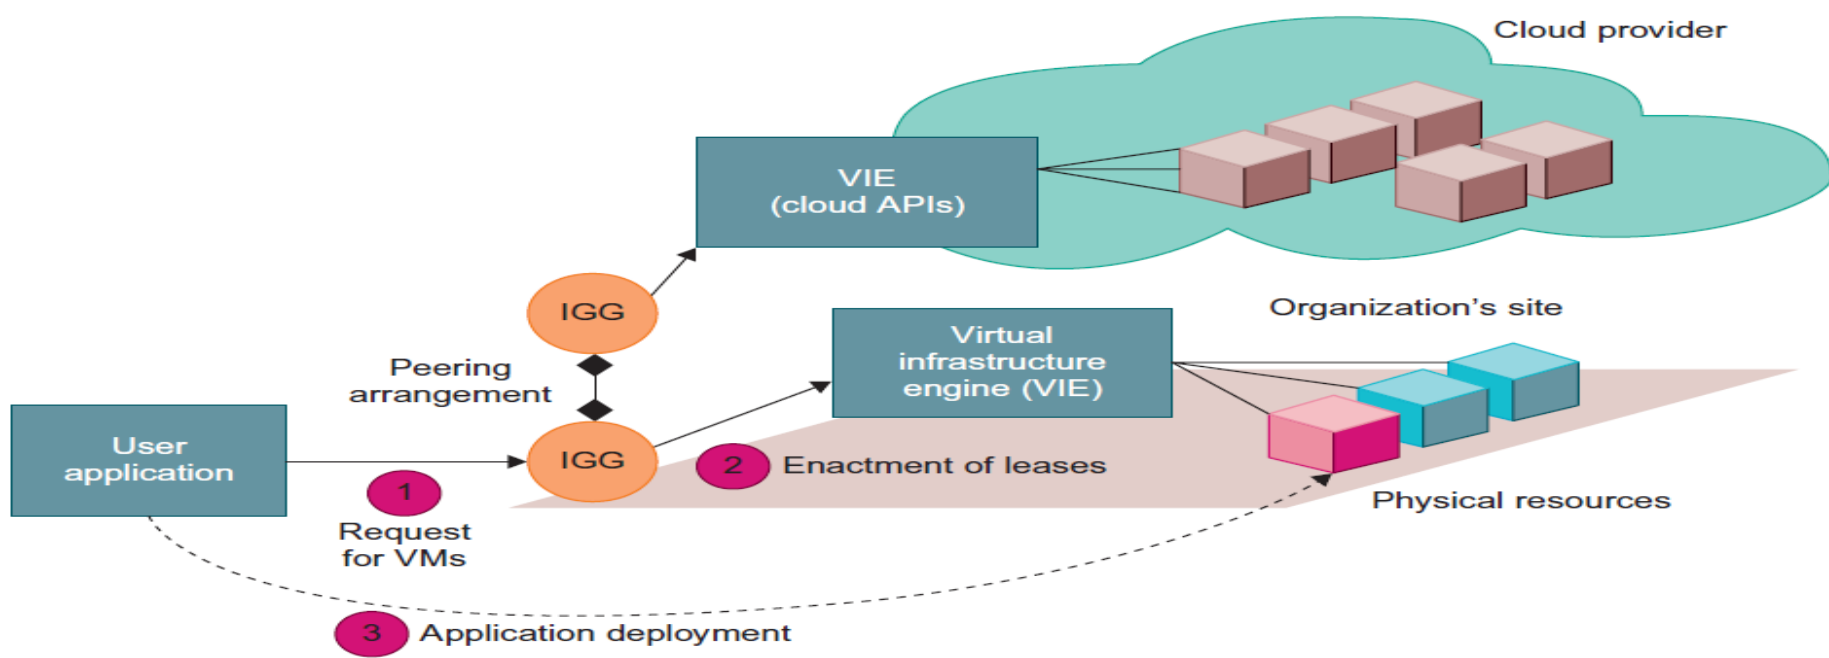 Cloud provider
VIE
(cloud APIs)
IGG
Organization's site
Virtual
infrastructure
engine (VIE)
Peering
arrangement
User
application
IGG
2 Enactment of leases
1
Request
for VMs
Physical resources
3 Application deployment